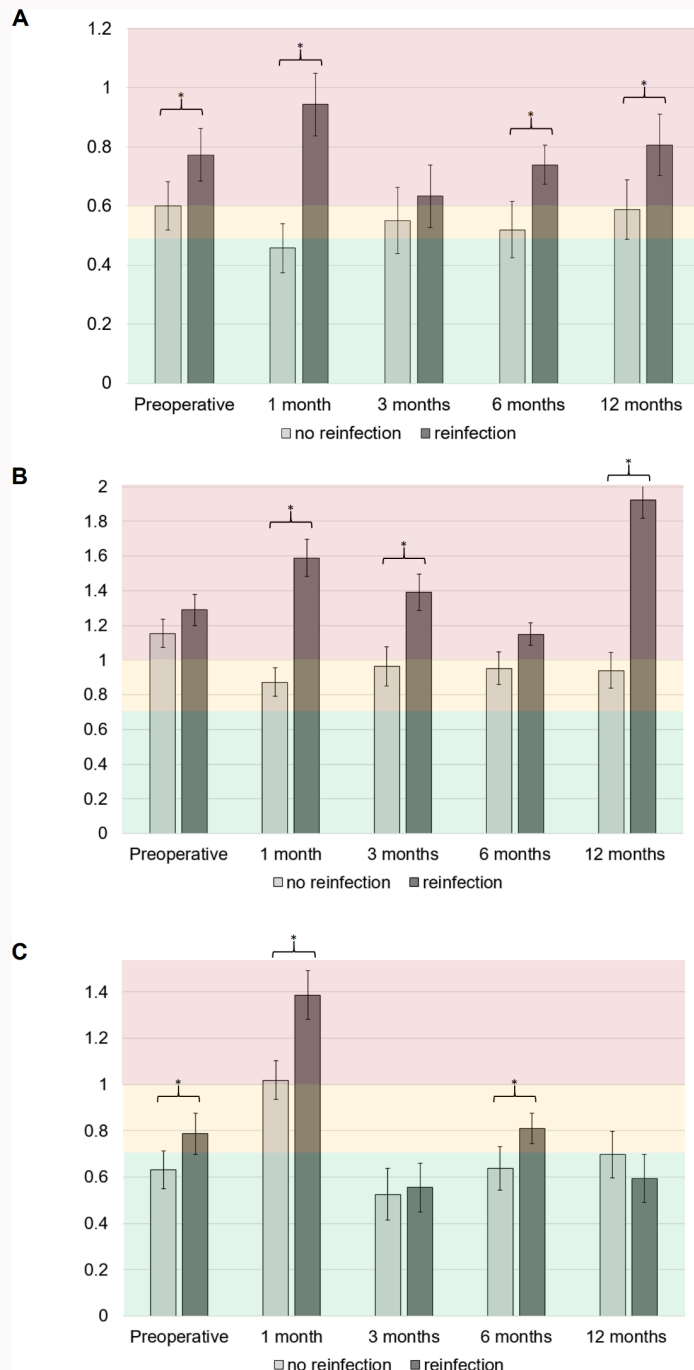 A
1.2
1
0.8
0.6
0.4
0.2
0
* * * *
Preoperative 1 month 3 months 6 months 12 months
no reinfection reinfection
B
2
1.8
1.6
1.4
1.2
1
0.8
0.6
0.4
0.2
0
* * *
Preoperative 1 month 3 months 6 months 12 months
no reinfection reinfection
C
1.4
1.2
1
0.8
0.6
0.4
0.2
0
* * *
Preoperative 1 month 3 months 6 months 12 months
no reinfection reinfection